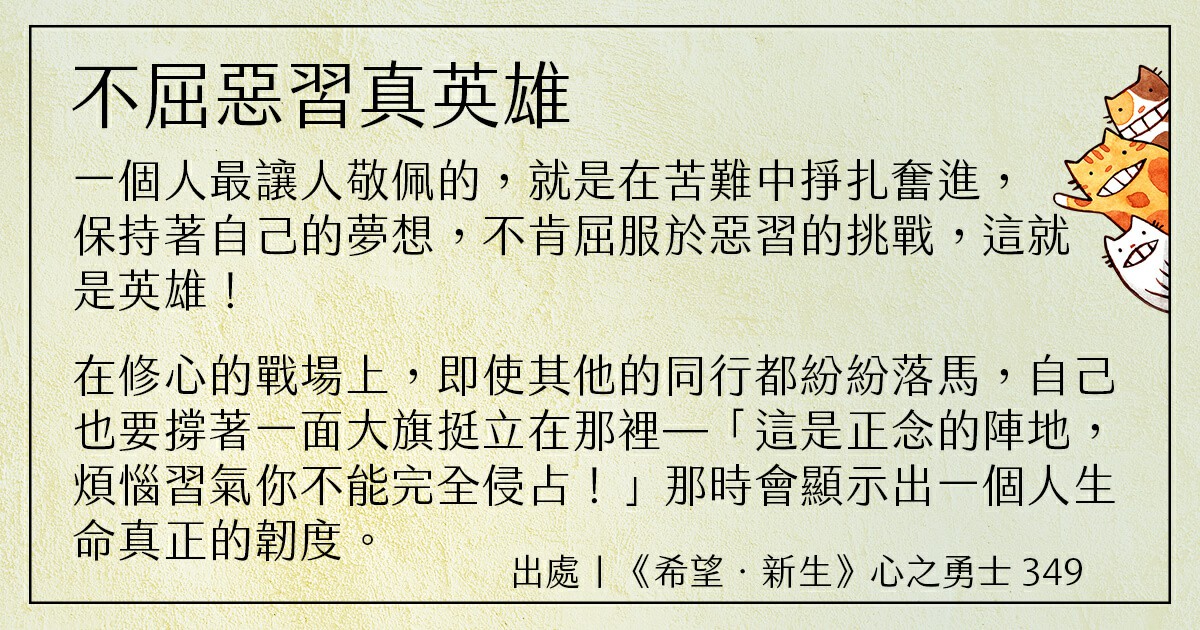 不屈惡習真英雄
一個人最讓人敬佩的，就是在苦難中掙扎奮進，
保持著自己的夢想，不肯屈服於惡習的挑戰，這就
是英雄！
在修心的戰場上，即使其他的同行都紛紛落馬，自己
也要撐著一面大旗挺立在那裡—「這是正念的陣地，
煩惱習氣你不能完全侵占！」那時會顯示出一個人生
命真正的韌度。
出處 | 《希望．新生》心之勇士 349